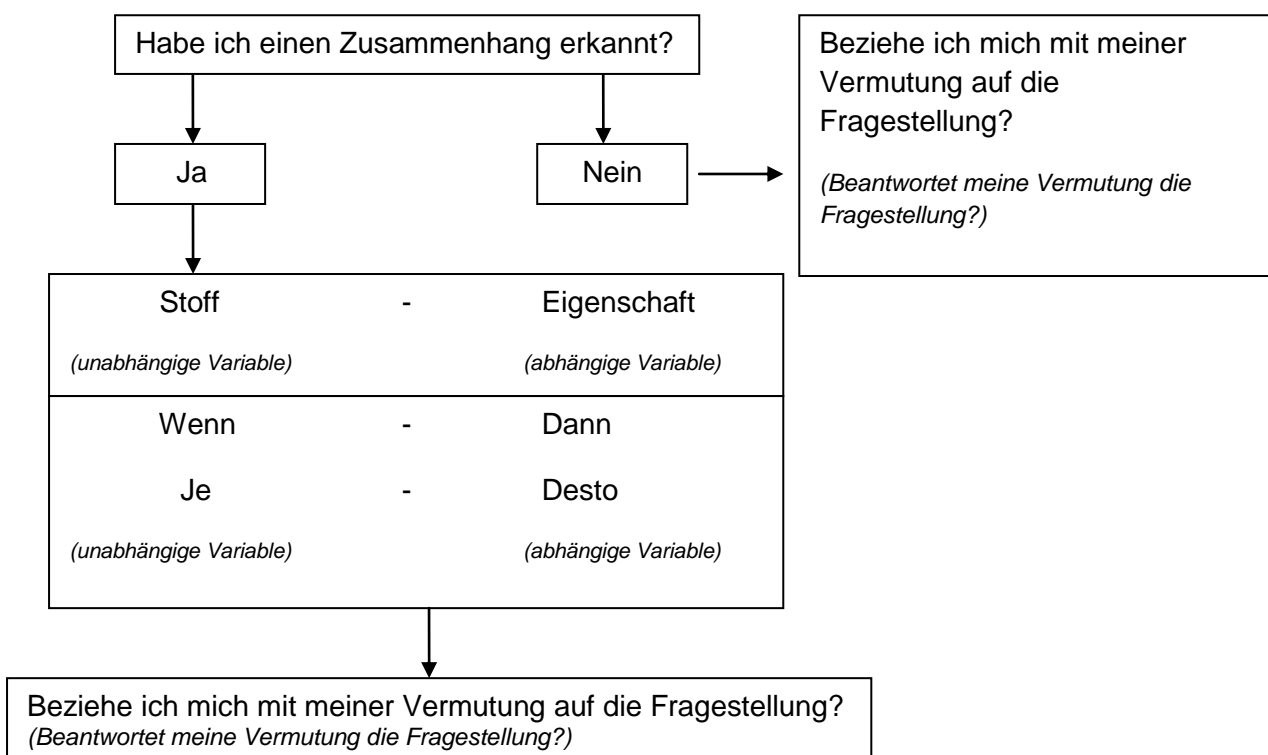 Habe ich einen Zusammenhang erkannt?
Beziehe ich mich mit meiner
Vermutung auf die
Fragestellung?
(Beantwortet meine Vermutung die
Fragestellung?)
Ja
Nein
Stoff - Eigenschaft
(unabhängige Variable) (abhängige Variable)
Wenn - Dann
Je - Desto
(unabhängige Variable) (abhängige Variable)
Beziehe ich mich mit meiner Vermutung auf die Fragestellung?
(Beantwortet meine Vermutung die Fragestellung?)